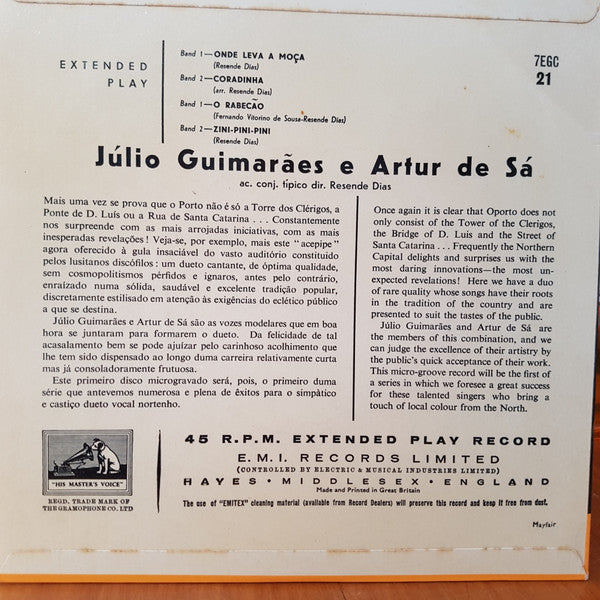 EXTENDED
PLAY
Band 1—ONDE LEVA A MOÇA
(Resende Dias)
Band 2—CORADINHA
(arr. Resende Dias)
Band 1—O RABECÃO
(Fernando Vitorino de Sousa-Resende Dias)
Band 2—ZINI-PINI-PINI
(Resende Dias)
7EGC
21
Júlio Guimarães e Artur de Sá
ac. conj. típico dir. Resende Dias
Mais uma vez se prova que o Porto não é só a Torre dos Clérigos, a
Ponte de D. Luís ou a Rua de Santa Catarina . . . Constantemente
nos surpreende com as mais arrojadas iniciativas, com as mais
inesperadas revelações! Veja-se, por exemplo, mais este "acepipe"
agora oferecido à gula insaciável do vasto auditório constituído
pelos lusitanos discófilos: um dueto cantante, de óptima qualidade,
sem cosmopolitismos pérfidos e ignaros, antes pelo contrário,
enraízado numa sólida, saudável e excelente tradição popular,
discretamente estilisado em atenção às exigências do eclético público
a que se destina.
Júlio Guimarães e Artur de Sá são as vozes modelares que em boa
hora se juntaram para formarem o dueto. Da felicidade de tal
acasalamento bem se pode ajuízar pelo carinhoso acolhimento que
lhe tem sido dispensado ao longo duma carreira relativamente curta
mas já consoladoramente frutuosa.
Este primeiro disco microgravado será, pois, o primeiro duma
série que antevemos numerosa e plena de êxitos para o simpático
e castiço dueto vocal nortenho.
Once again it is clear that Oporto does not
only consist of the Tower of the Clerigos,
the Bridge of D. Luis and the Street of
Santa Catarina . . . Frequently the Northern
Capital delights and surprises us with the
most daring innovations—the most un-
expected revelations! Here we have a duo
of rare quality whose songs have their roots
in the tradition of the country and are
presented to suit the tastes of the public.
Júlio Guimarães and Artur de Sá are
the members of this combination, and we
can judge the excellence of their artistry by
the public's quick acceptance of their work.
This micro-groove record will be the first of
a series in which we foresee a great success
for these talented singers who bring a
touch of local colour from the North.
"HIS MASTER'S VOICE"
REGD. TRADE MARK OF
THE GRAMOPHONE CO. LTD
45 R.P.M. EXTENDED PLAY RECORD
E.M.I. RECORDS LIMITED
(CONTROLLED BY ELECTRIC & MUSICAL INDUSTRIES LIMITED)
HAYES · MIDDLESEX · ENGLAND
Made and Printed in Great Britain
The use of "EMITEX" cleaning material (available from Record Dealers) will preserve this record and keep it free from dust.
Mayfair